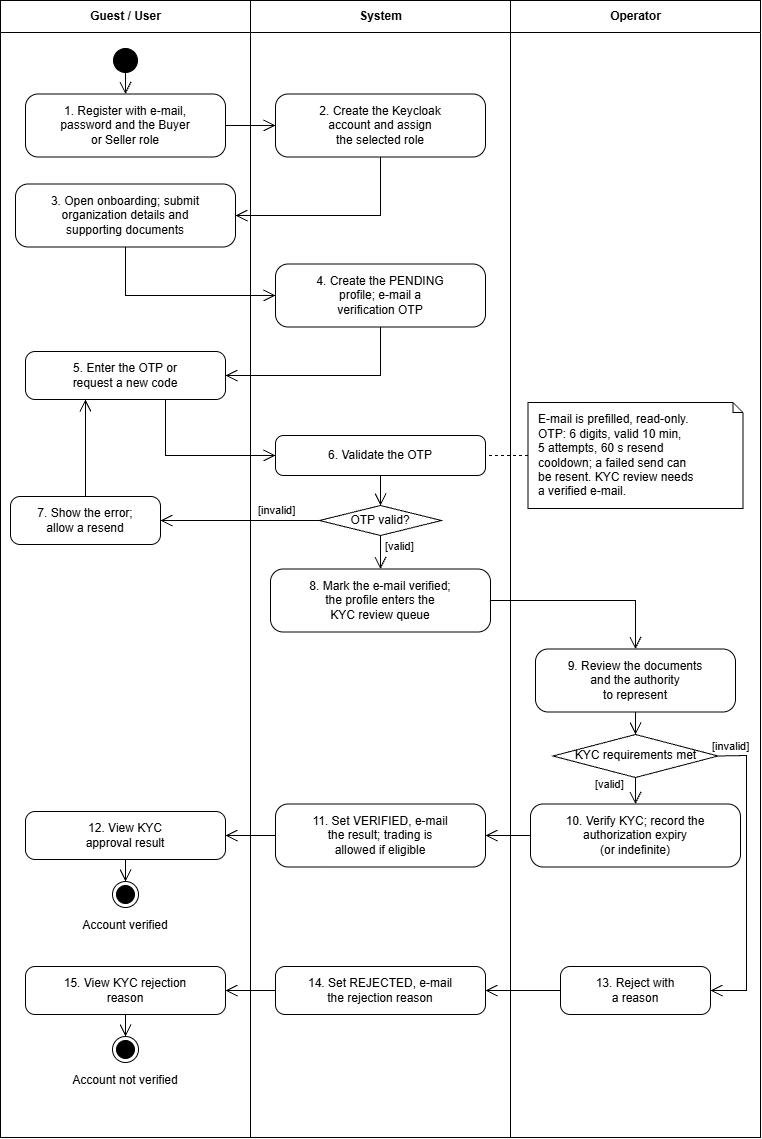 Guest / User
System
Operator
1. Register with e-mail,
password and the Buyer
or Seller role
2. Create the Keycloak
account and assign
the selected role
3. Open onboarding; submit
organization details and
supporting documents
4. Create the PENDING
profile; e-mail a
verification OTP
5. Enter the OTP or
request a new code
E-mail is prefilled, read-only.
OTP: 6 digits, valid 10 min,
5 attempts, 60 s resend
cooldown; a failed send can
be resent. KYC review needs
a verified e-mail.
6. Validate the OTP
7. Show the error;
allow a resend
[invalid]
OTP valid?
[valid]
8. Mark the e-mail verified;
the profile enters the
KYC review queue
9. Review the documents
and the authority
to represent
KYC requirements met
[invalid]
[valid]
10. Verify KYC; record the
authorization expiry
(or indefinite)
11. Set VERIFIED, e-mail
the result; trading is
allowed if eligible
12. View KYC
approval result
Account verified
13. Reject with
a reason
14. Set REJECTED, e-mail
the rejection reason
15. View KYC rejection
reason
Account not verified